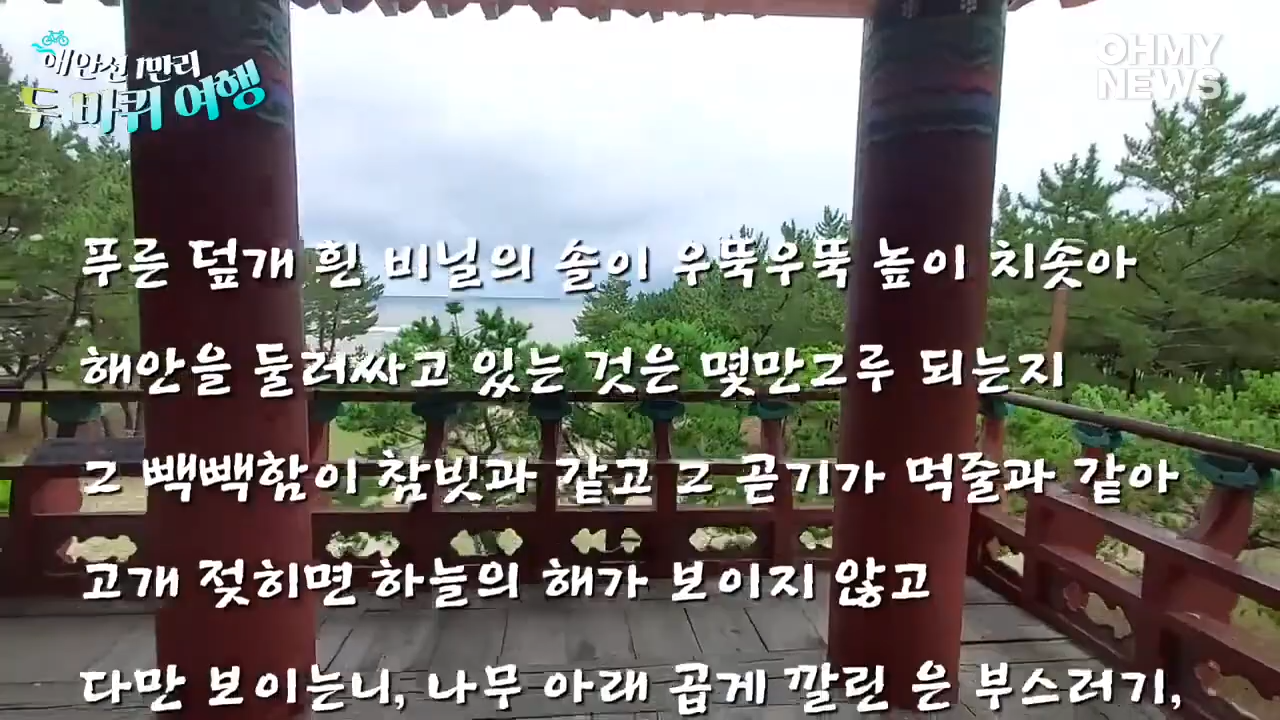 해안선 1만리
두 바퀴 여행
OHMY
NEWS
푸른 덮개 흰 비닐의 솔이 우뚝우뚝 높이 치솟아
해안을 둘러싸고 있는 것은 몇만그루 되는지
그 빽빽함이 참빗과 같고 그 곧기가 먹줄과 같아
고개 젖히면 하늘의 해가 보이지 않고
다만 보이는니, 나무 아래 곱게 깔린 은 부스러기,